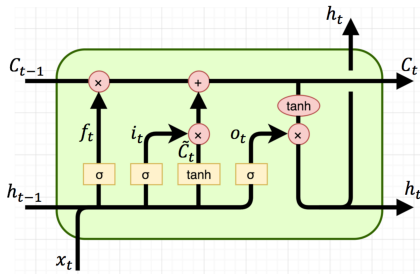 h_t
C_{t-1}
×
+
C_t
tanh
f_t
i_t
×
o_t
×
C̃_t
σ
σ
tanh
σ
h_{t-1}
h_t
x_t